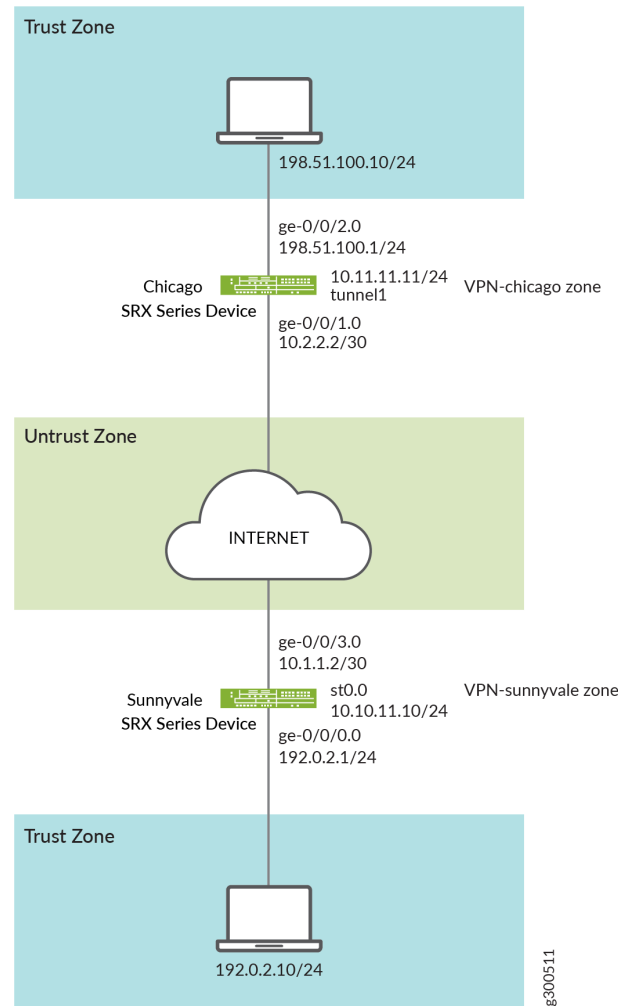 Trust Zone
198.51.100.10/24
ge-0/0/2.0
198.51.100.1/24
Chicago
SRX Series Device
10.11.11.11/24
tunnel1
VPN-chicago zone
ge-0/0/1.0
10.2.2.2/30
Untrust Zone
INTERNET
ge-0/0/3.0
10.1.1.2/30
Sunnyvale
SRX Series Device
st0.0
10.10.11.10/24
VPN-sunnyvale zone
ge-0/0/0.0
192.0.2.1/24
Trust Zone
192.0.2.10/24
g300511